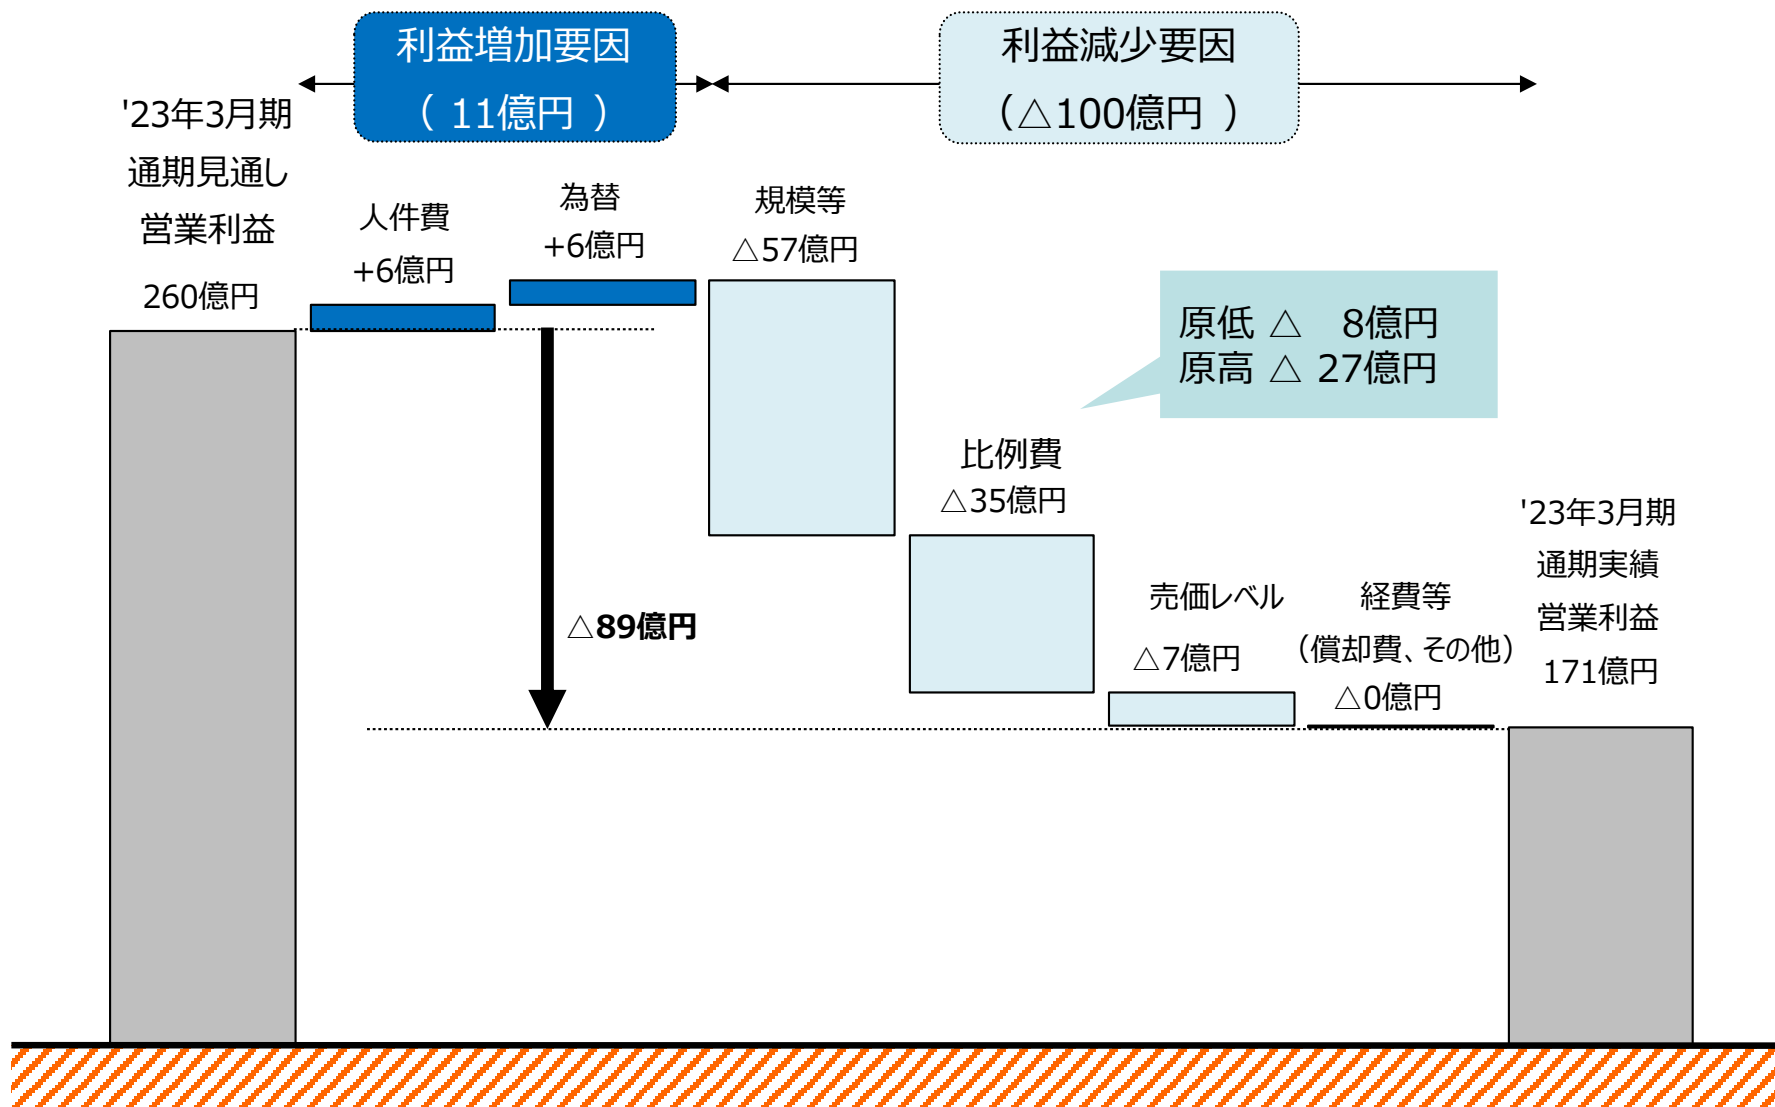 利益増加要因
（ 11億円 ）
利益減少要因
（△100億円 ）
'23年3月期
通期見通し
営業利益
260億円
人件費
+6億円
為替
+6億円
規模等
△57億円
原低 △ 8億円
原高 △ 27億円
比例費
△35億円
△89億円
売価レベル
△7億円
経費等
（償却費、その他）
△0億円
'23年3月期
通期実績
営業利益
171億円